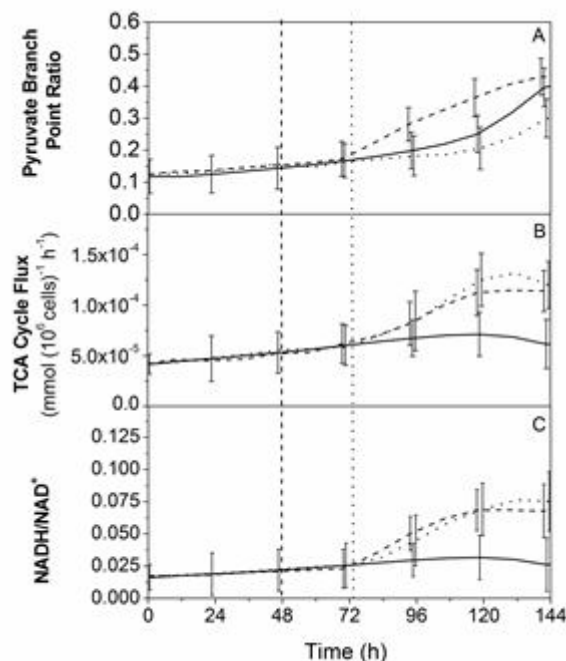 Pyruvate Branch
Point Ratio
0.6
0.5
0.4
0.3
0.2
0.1
0.0
A
TCA Cycle Flux
(mmol (10⁶ cells)⁻¹ h⁻¹)
1.5x10⁻⁴
1.0x10⁻⁴
5.0x10⁻⁵
0.0
B
NADH/NAD⁺
0.125
0.100
0.075
0.050
0.025
0.000
C
0 24 48 72 96 120 144
Time (h)